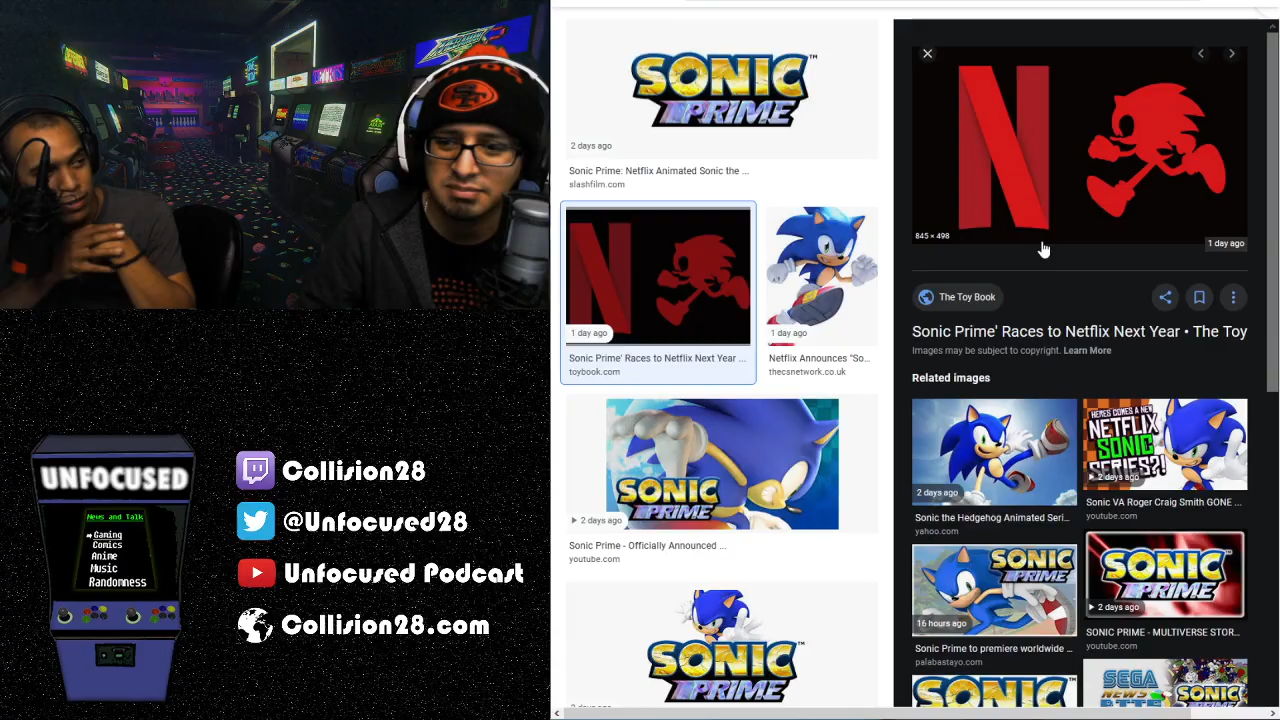 UNFOCUSED
News and Talk
Gaming
Comics
Anime
Music
Randomness
Collision28
@Unfocused28
Unfocused Podcast
Collision28.com
SONIC PRIME™
2 days ago
Sonic Prime: Netflix Animated Sonic the ...
slashfilm.com
N
1 day ago
Sonic Prime' Races to Netflix Next Year ...
toybook.com
1 day ago
Netflix Announces "So...
thecsnetwork.co.uk
SONIC
PRIME
2 days ago
Sonic Prime - Officially Announced ...
youtube.com
SONIC
PRIME™
N
845 × 498
1 day ago
The Toy Book
Sonic Prime' Races to Netflix Next Year • The Toy
Images may be subject to copyright. Learn More
Related images
2 days ago
Sonic the Hedgehog Animated Seri...
yahoo.com
HERES COMES A NEW
NETFLIX
SONIC
SERIES?!
2 days ago
Sonic VA Roger Craig Smith GONE ...
youtube.com
SONIC
PRIME
16 hours ago
Sonic Prime to premiere worldwide ...
palabastayo.com
SONIC
PRIME
2 days ago
SONIC PRIME - MULTIVERSE STOR...
youtube.com
SONIC
SEGA
NEWS
SONIC